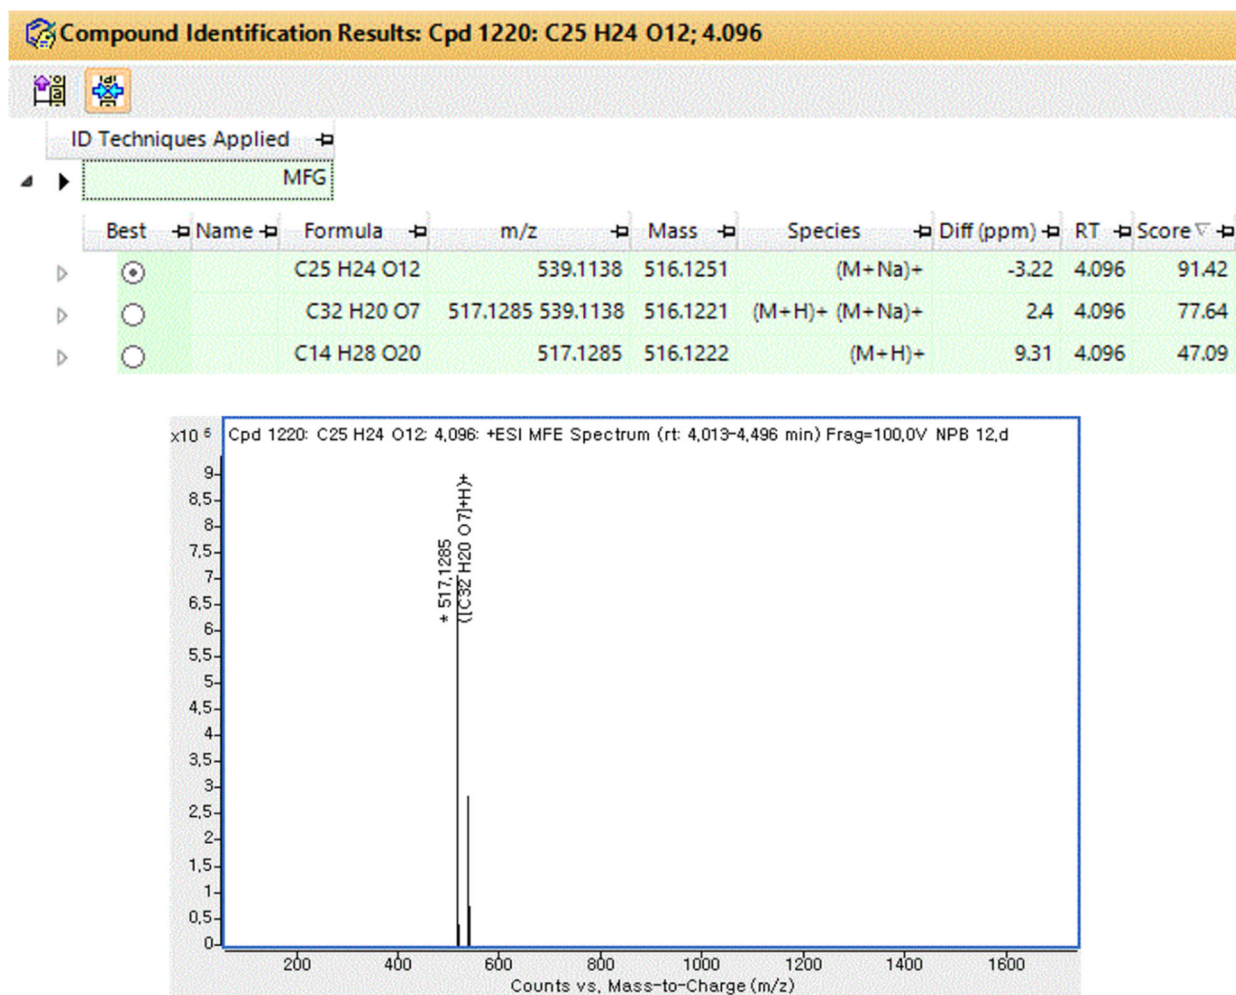 Compound Identification Results: Cpd 1220: C25 H24 O12; 4.096
ID Techniques Applied
MFG
Best Name Formula m/z Mass Species Diff (ppm) RT Score
C25 H24 O12 539.1138 516.1251 (M+Na)+ -3.22 4.096 91.42
C32 H20 O7 517.1285 539.1138 516.1221 (M+H)+ (M+Na)+ 2.4 4.096 77.64
C14 H28 O20 517.1285 516.1222 (M+H)+ 9.31 4.096 47.09
x10 6 Cpd 1220: C25 H24 O12: 4,096: +ESI MFE Spectrum (rt: 4,013-4,496 min) Frag=100,0V NPB 12,d
9
8,5
8
7,5
7
6,5
6
5,5
5
4,5
4
3,5
3
2,5
2
1,5
1
0,5
0
* 517,1285
([C32 H20 O7]+H)+
200 400 600 800 1000 1200 1400 1600
Counts vs, Mass-to-Charge (m/z)